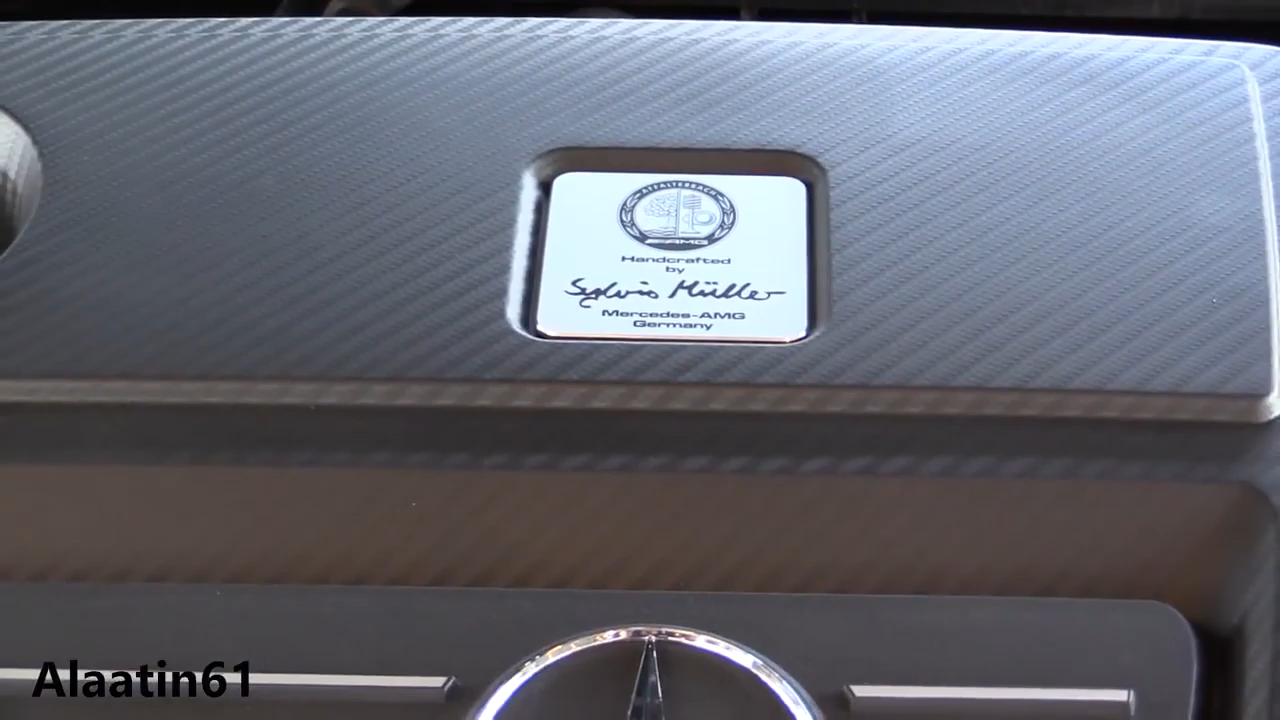 AFFALTERBACH
AMG
Handcrafted
by
Sylvio Müller
Mercedes-AMG
Germany
Alaatin61